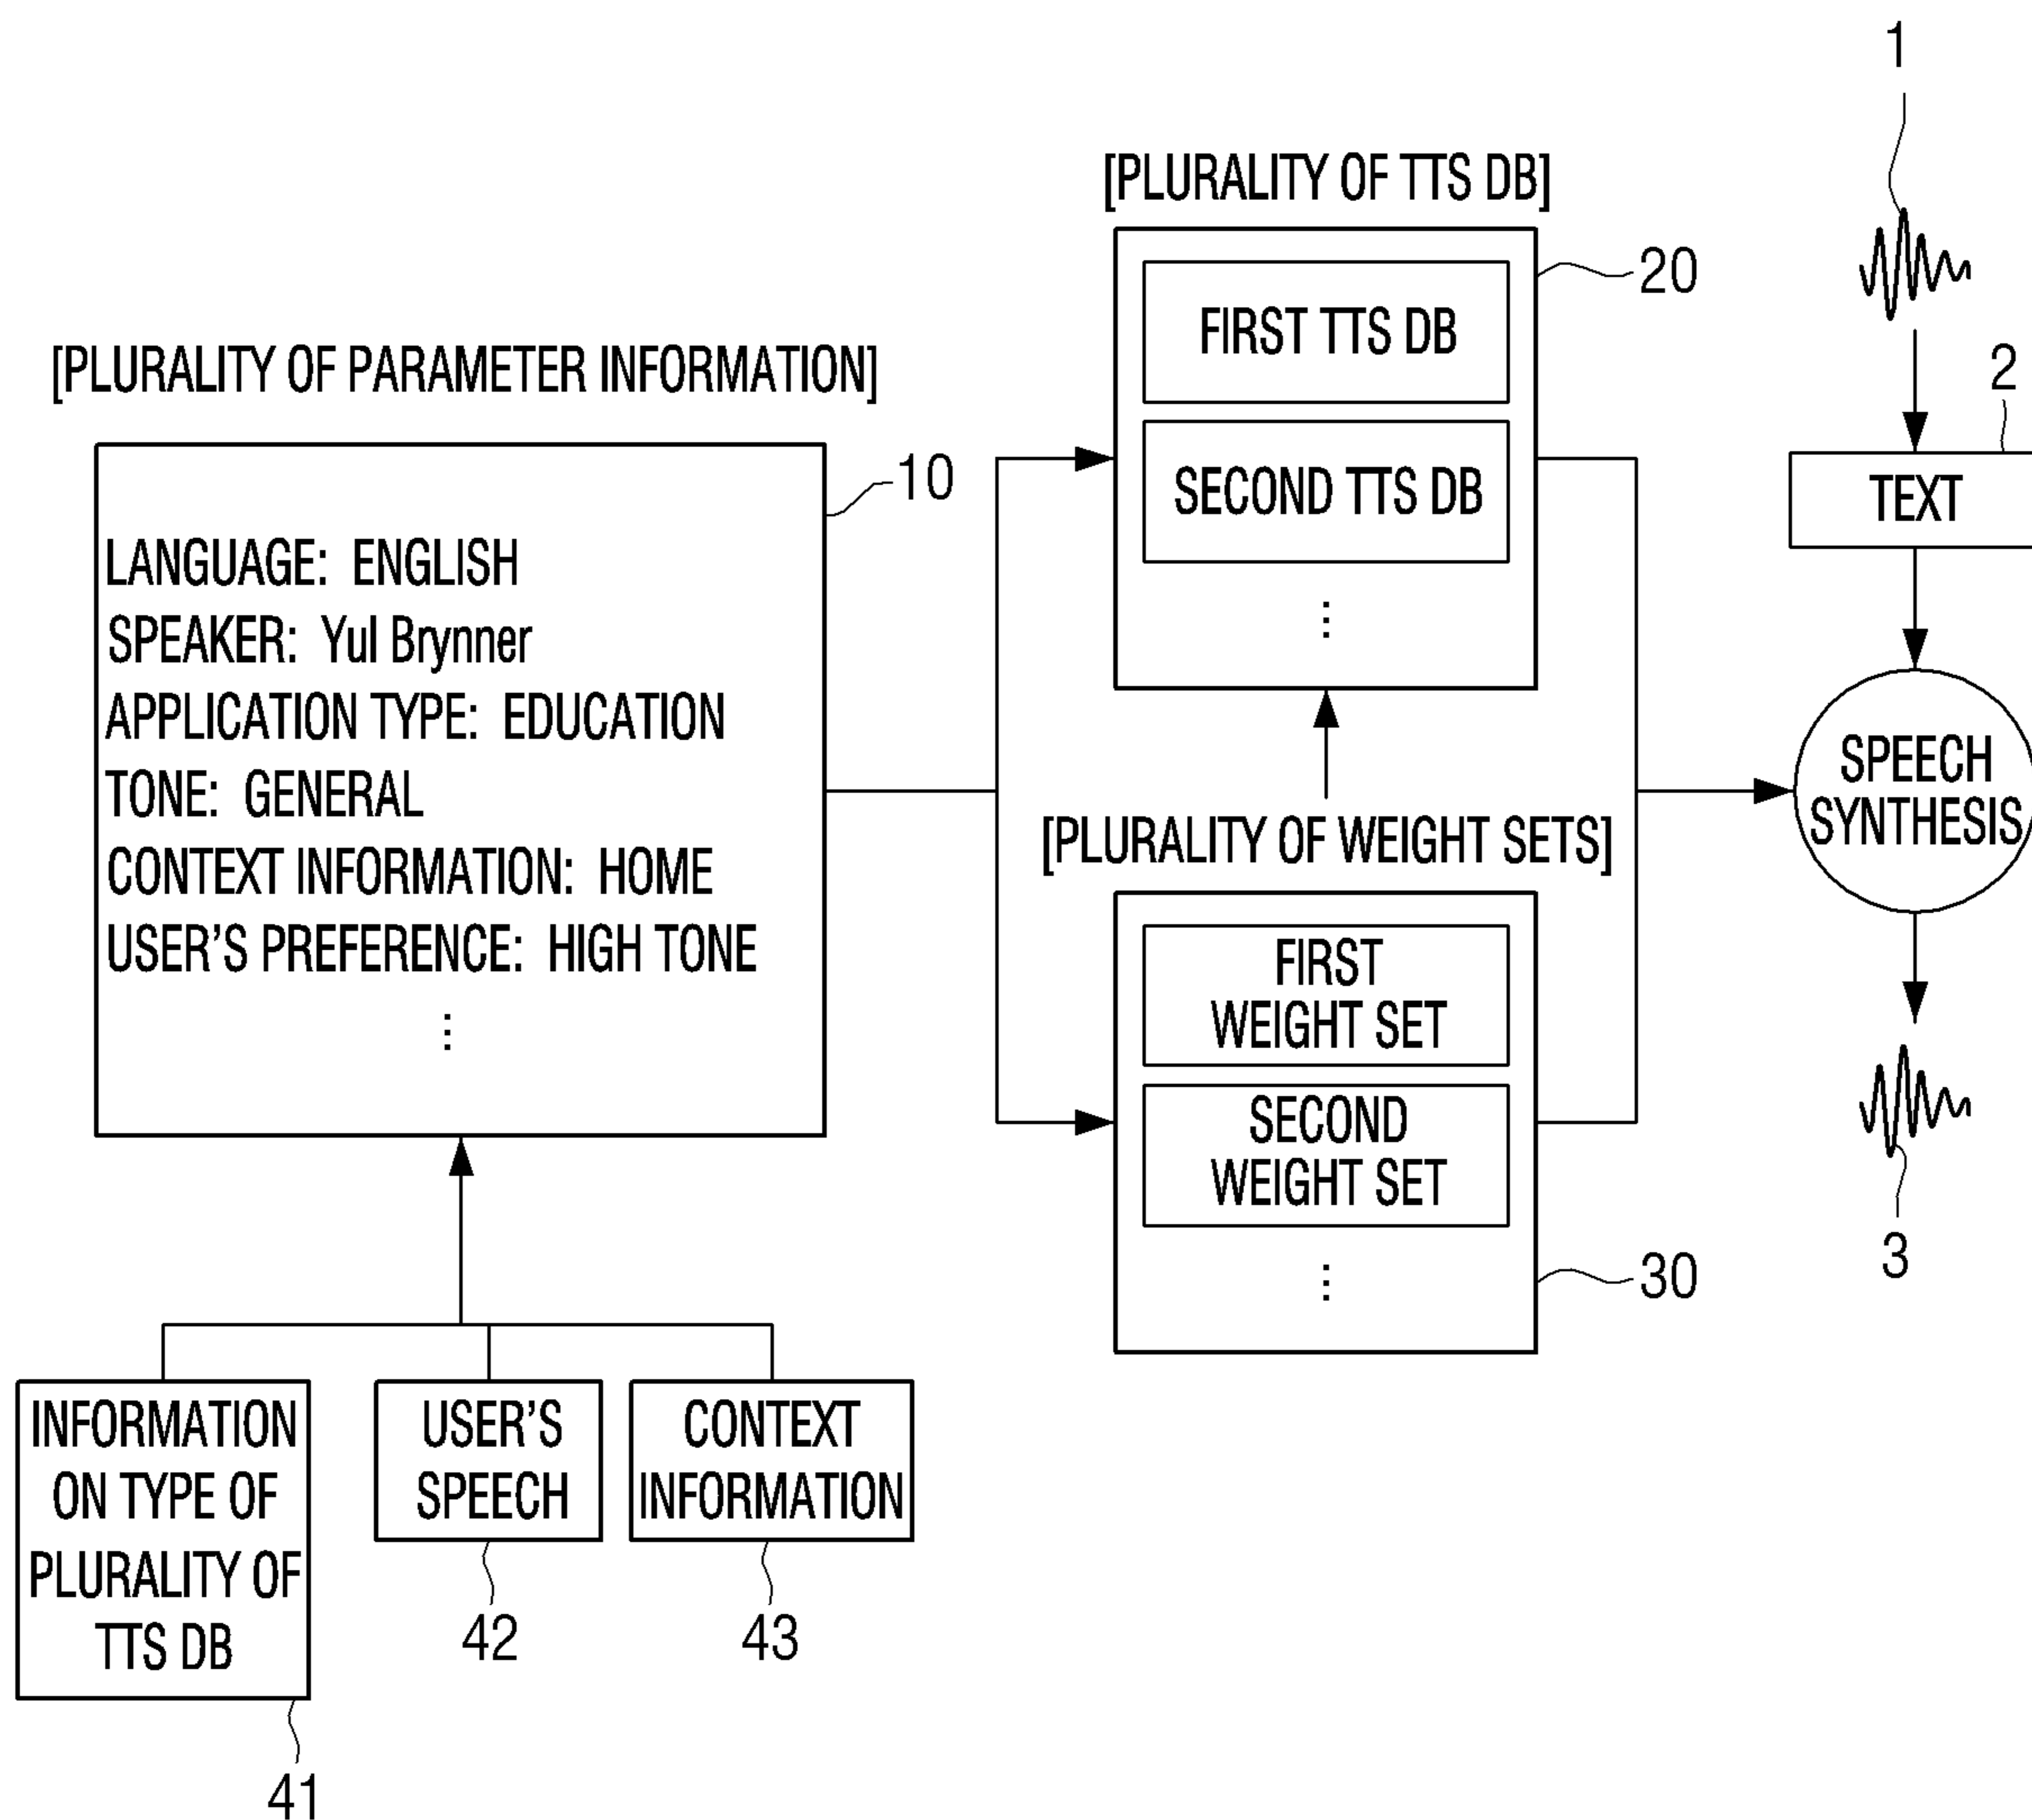 1
[PLURALITY OF TTS DB]
20
FIRST TTS DB
SECOND TTS DB
⋮
2
TEXT
[PLURALITY OF PARAMETER INFORMATION]
10
LANGUAGE: ENGLISH
SPEAKER: Yul Brynner
APPLICATION TYPE: EDUCATION
TONE: GENERAL
CONTEXT INFORMATION: HOME
USER'S PREFERENCE: HIGH TONE
⋮
SPEECH
SYNTHESIS
[PLURALITY OF WEIGHT SETS]
FIRST
WEIGHT SET
SECOND
WEIGHT SET
⋮
30
3
INFORMATION
ON TYPE OF
PLURALITY OF
TTS DB
41
USER'S
SPEECH
42
CONTEXT
INFORMATION
43